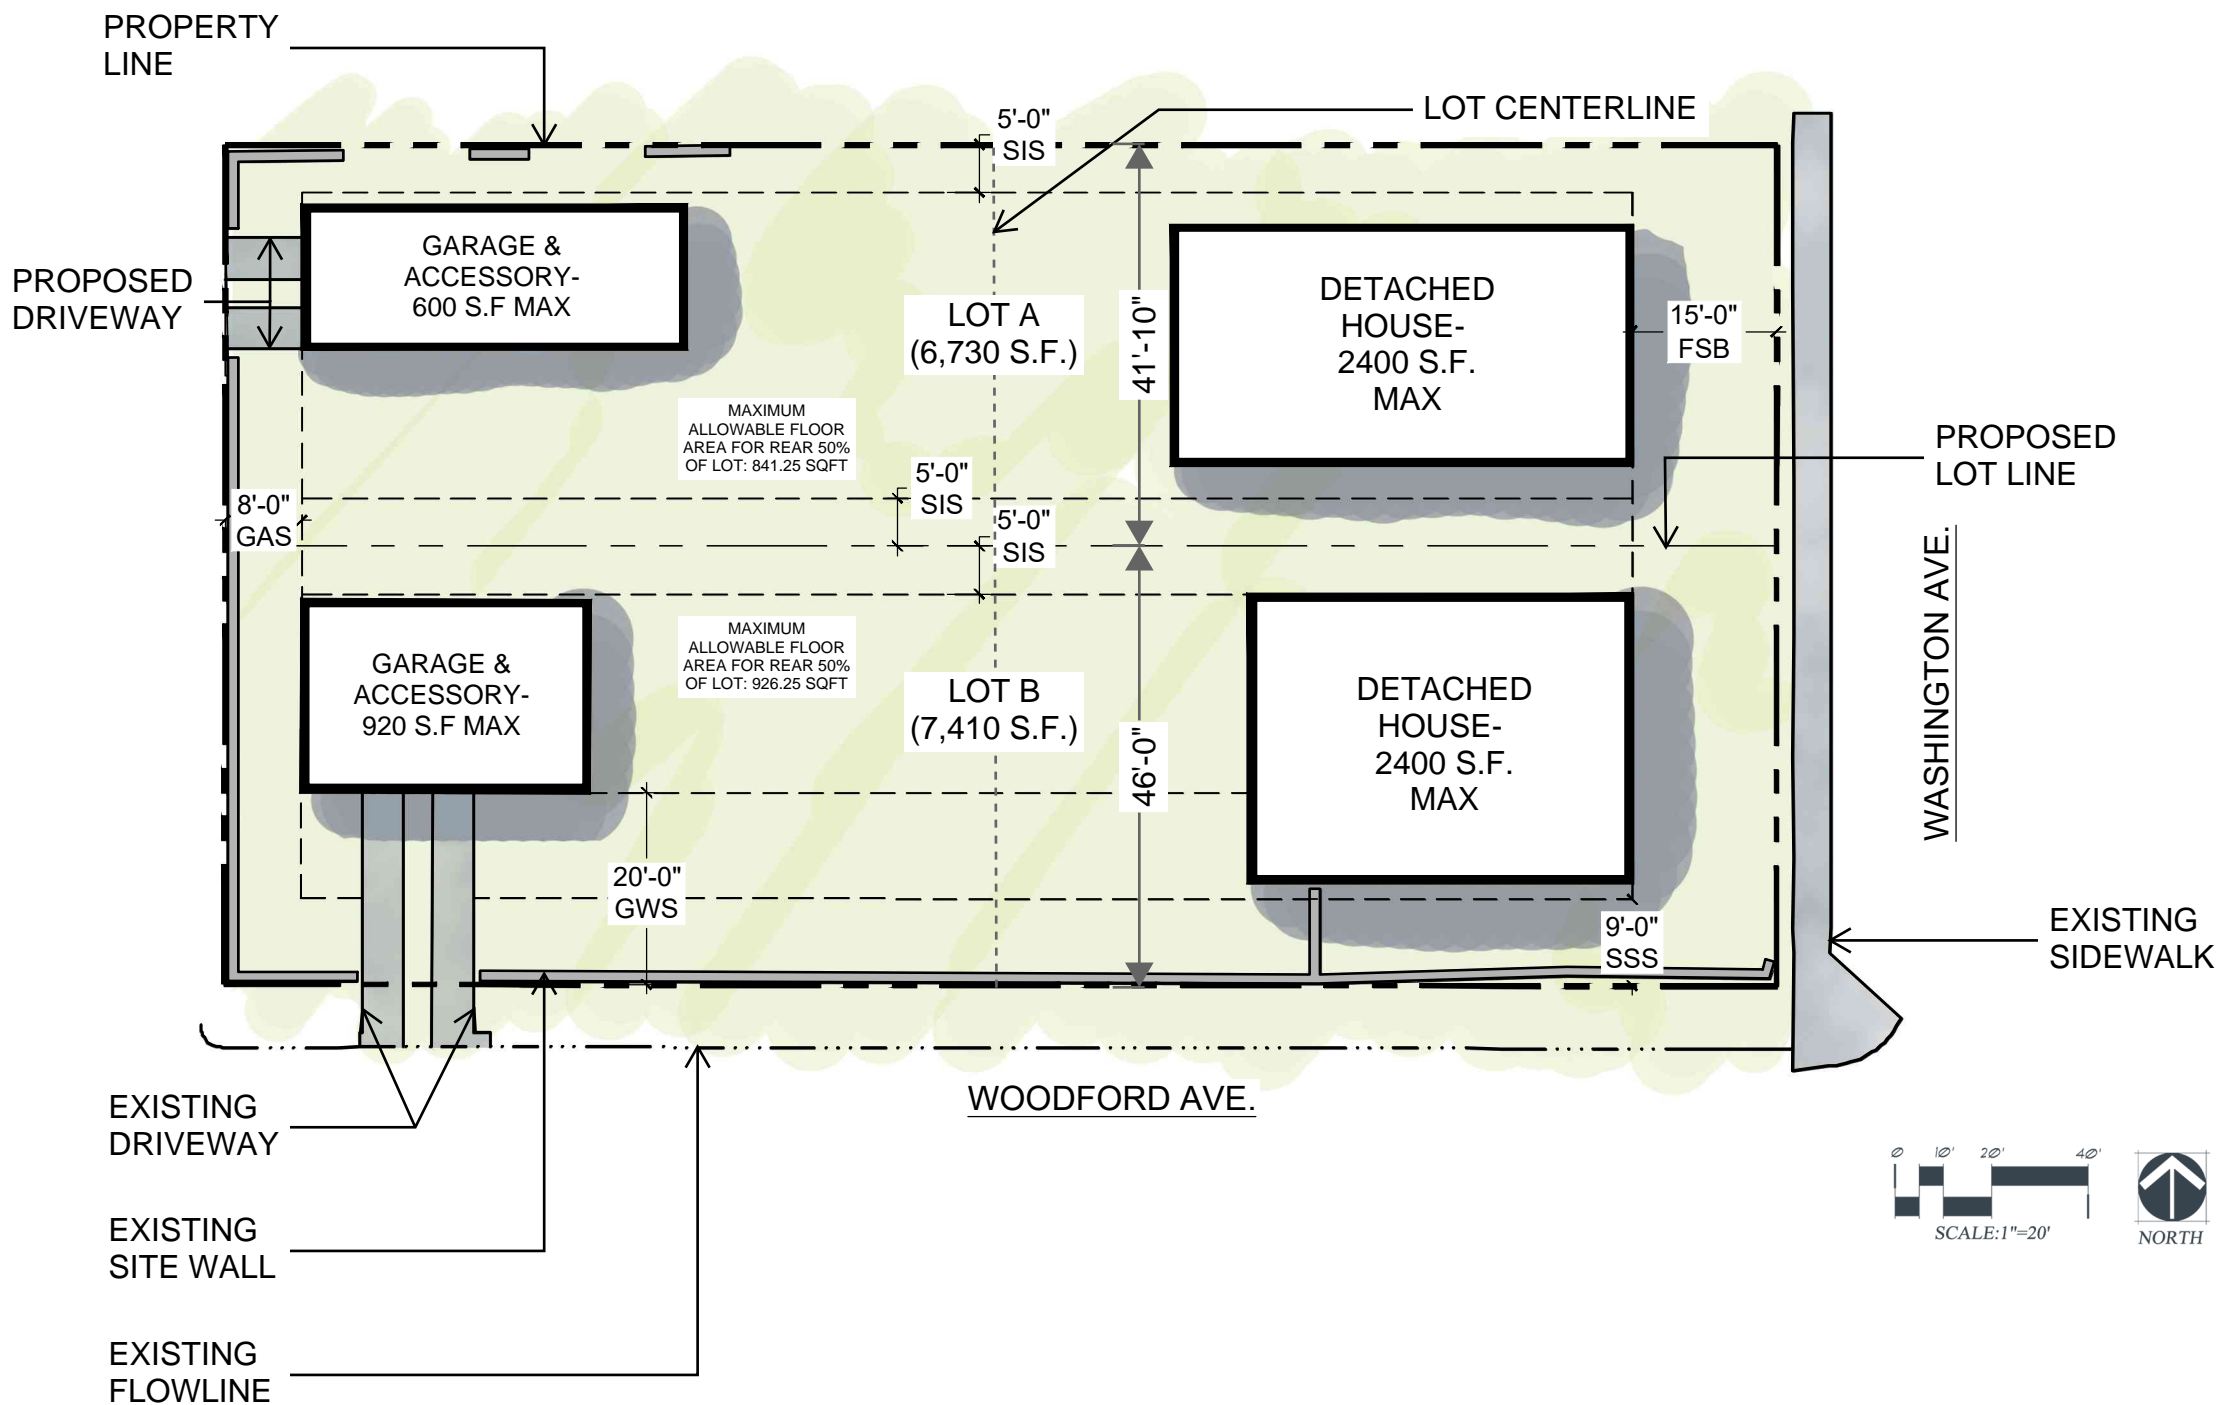 PROPERTY
LINE
LOT CENTERLINE
5'-0"
SIS
GARAGE &
ACCESSORY-
600 S.F MAX
PROPOSED
DRIVEWAY
LOT A
(6,730 S.F.)
41'-10"
DETACHED
HOUSE-
2400 S.F.
MAX
15'-0"
FSB
MAXIMUM
ALLOWABLE FLOOR
AREA FOR REAR 50%
OF LOT: 841.25 SQFT
PROPOSED
LOT LINE
5'-0"
SIS
8'-0"
GAS
5'-0"
SIS
WASHINGTON AVE.
GARAGE &
ACCESSORY-
920 S.F MAX
MAXIMUM
ALLOWABLE FLOOR
AREA FOR REAR 50%
OF LOT: 926.25 SQFT
LOT B
(7,410 S.F.)
46'-0"
DETACHED
HOUSE-
2400 S.F.
MAX
20'-0"
GWS
9'-0"
SSS
EXISTING
SIDEWALK
WOODFORD AVE.
EXISTING
DRIVEWAY
EXISTING
SITE WALL
EXISTING
FLOWLINE
0 10' 20' 40'
SCALE:1"=20'
NORTH